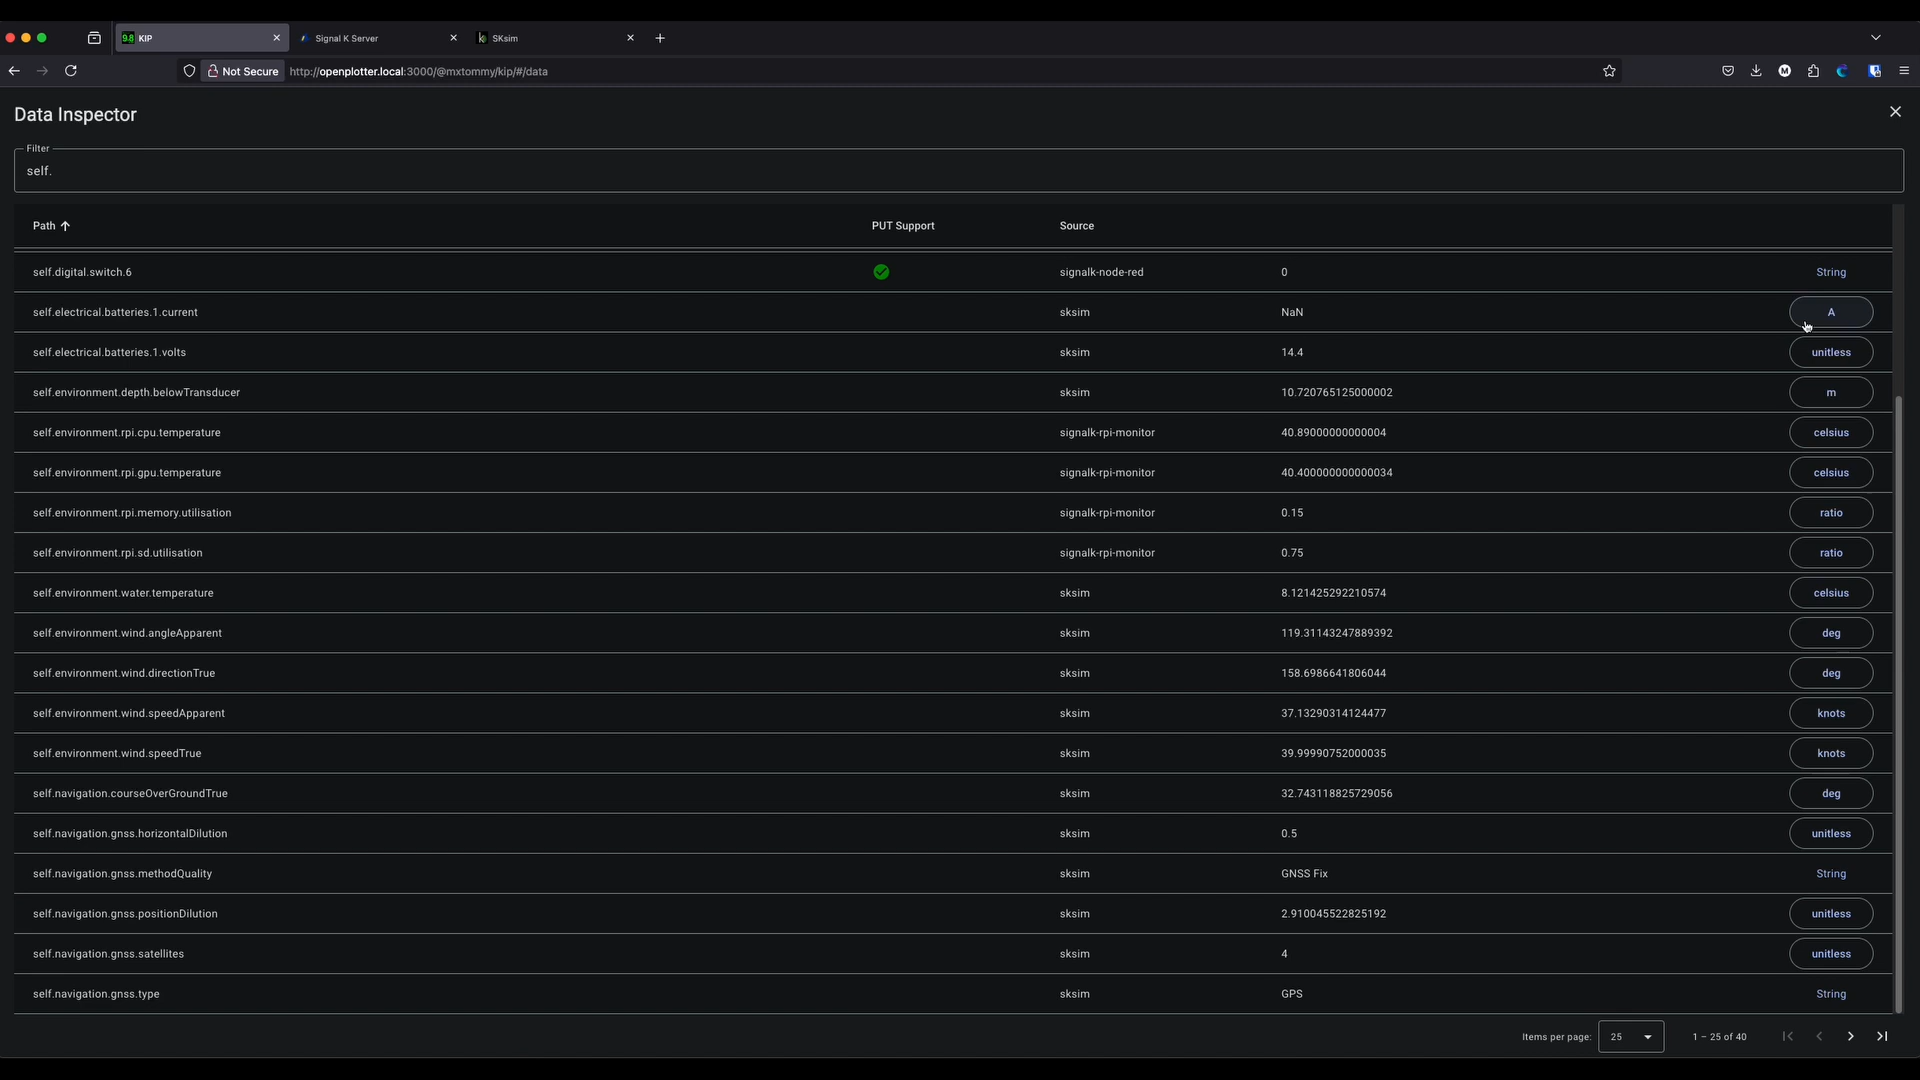 98 KIP
Signal K Server
SKsim
Not Secure http://openplotter.local:3000/@mxtommy/kip/#/data
Data Inspector
Filter
self.
Path PUT Support Source
self.digital.switch.6 signalk-node-red 0 String
self.electrical.batteries.1.current sksim NaN A
self.electrical.batteries.1.volts sksim 14.4 unitless
self.environment.depth.belowTransducer sksim 10.720765125000002 m
self.environment.rpi.cpu.temperature signalk-rpi-monitor 40.89000000000004 celsius
self.environment.rpi.gpu.temperature signalk-rpi-monitor 40.400000000000034 celsius
self.environment.rpi.memory.utilisation signalk-rpi-monitor 0.15 ratio
self.environment.rpi.sd.utilisation signalk-rpi-monitor 0.75 ratio
self.environment.water.temperature sksim 8.121425292210574 celsius
self.environment.wind.angleApparent sksim 119.31143247889392 deg
self.environment.wind.directionTrue sksim 158.6986641806044 deg
self.environment.wind.speedApparent sksim 37.13290314124477 knots
self.environment.wind.speedTrue sksim 39.99990752000035 knots
self.navigation.courseOverGroundTrue sksim 32.743118825729056 deg
self.navigation.gnss.horizontalDilution sksim 0.5 unitless
self.navigation.gnss.methodQuality sksim GNSS Fix String
self.navigation.gnss.positionDilution sksim 2.910045522825192 unitless
self.navigation.gnss.satellites sksim 4 unitless
self.navigation.gnss.type sksim GPS String
Items per page: 25 1 – 25 of 40